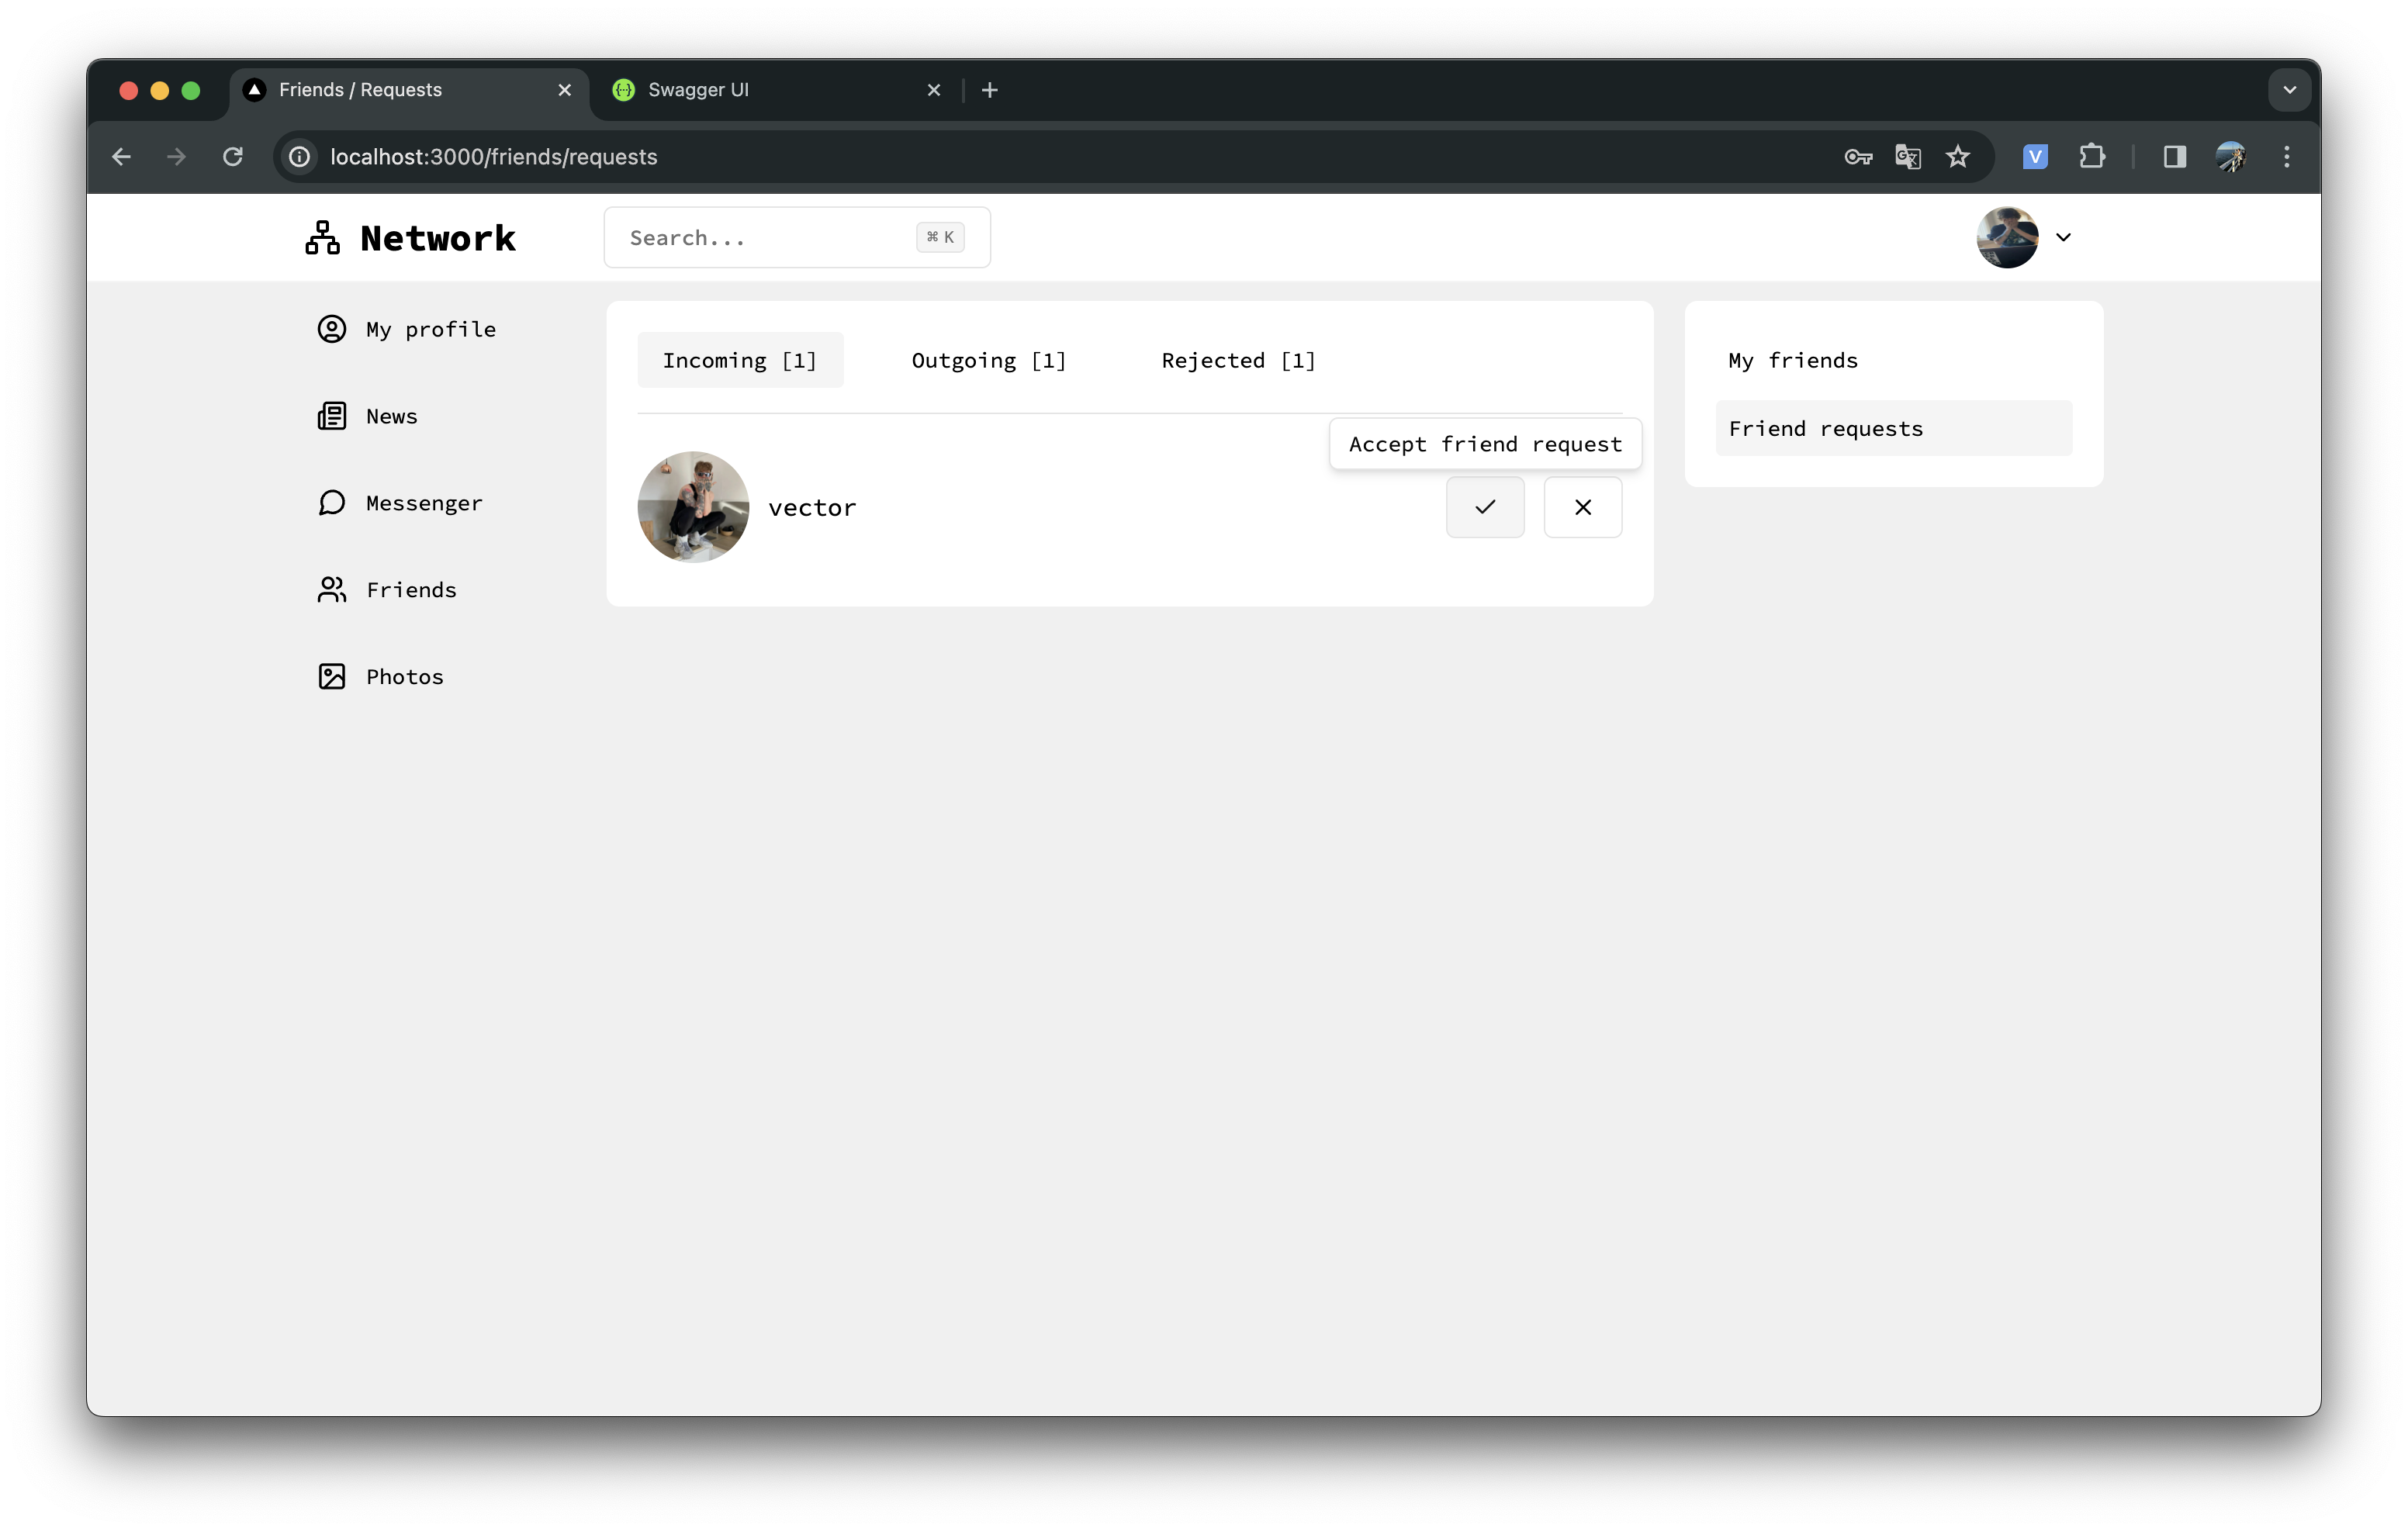 Friends / Requests
Swagger UI
localhost:3000/friends/requests
V
Network
Search...
⌘ K
My profile
News
Messenger
Friends
Photos
Incoming [1]
Outgoing [1]
Rejected [1]
Accept friend request
vector
My friends
Friend requests